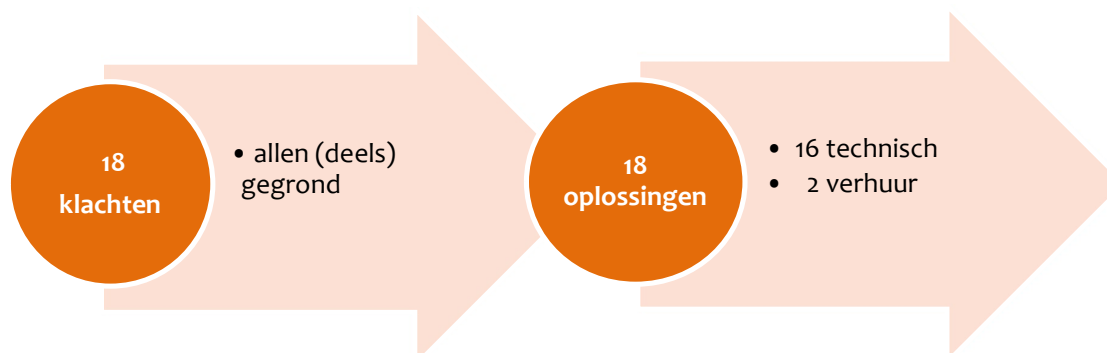 18
klachten
• allen (deels)
gegrond
18
oplossingen
• 16 technisch
• 2 verhuur